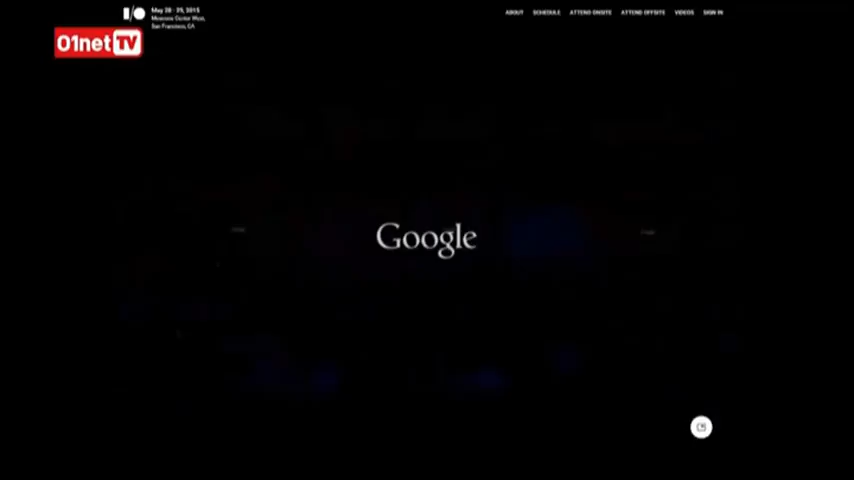 I/O
May 28 - 29, 2015
Moscone Center West,
San Francisco, CA
ABOUT SCHEDULE ATTEND ONSITE ATTEND OFFSITE VIDEOS SIGN IN
01net TV
Google